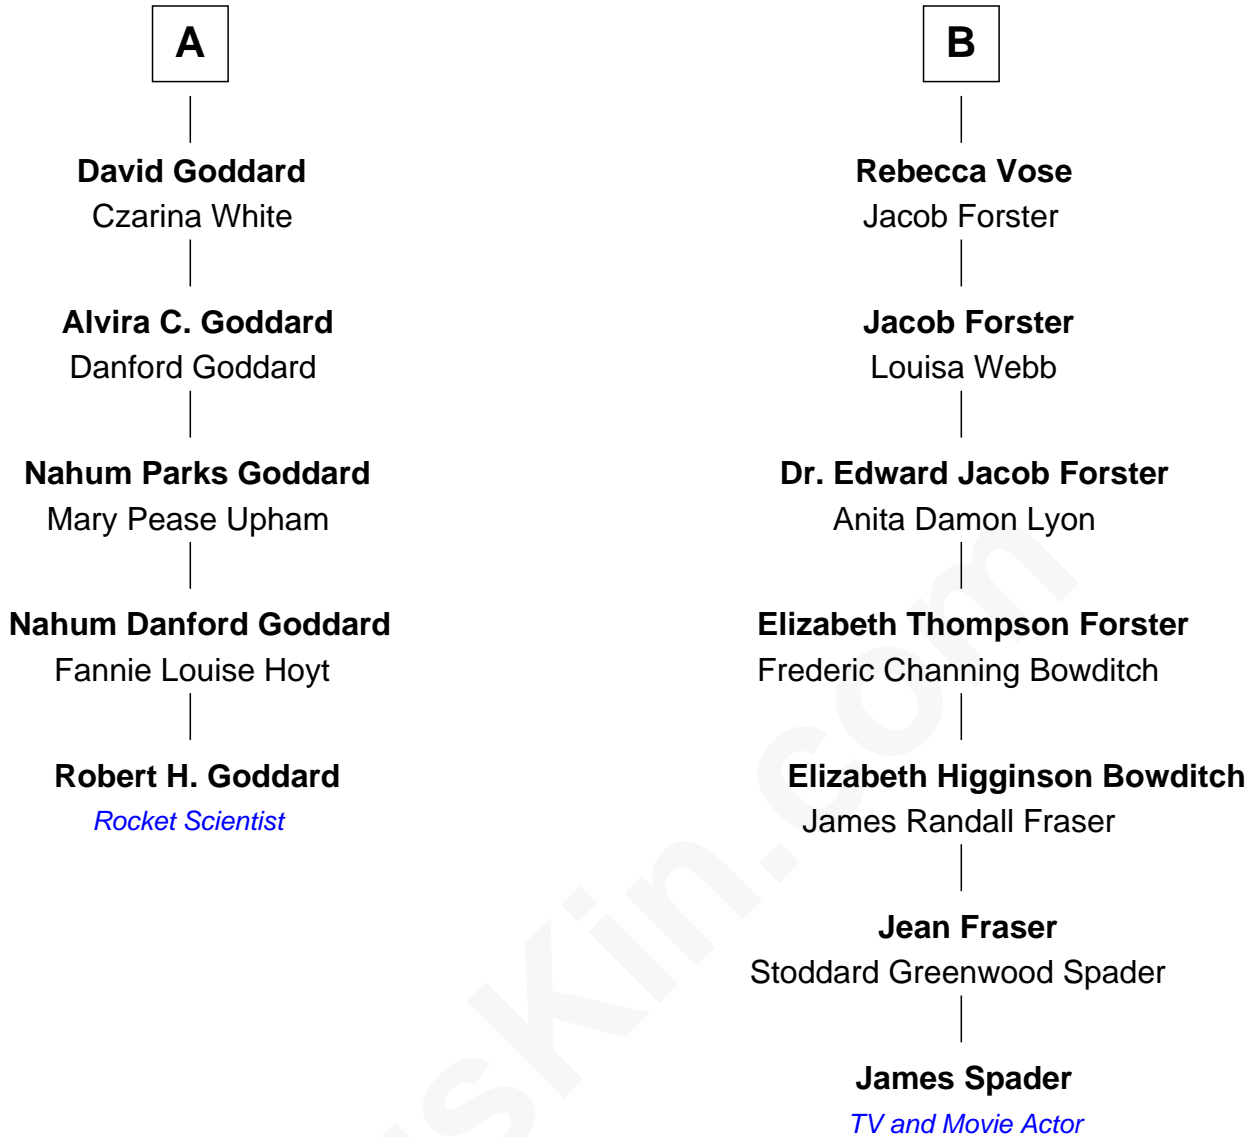 A
David Goddard
Czarina White
Alvira C. Goddard
Danford Goddard
Nahum Parks Goddard
Mary Pease Upham
Nahum Danford Goddard
Fannie Louise Hoyt
Robert H. Goddard
Rocket Scientist
B
Rebecca Vose
Jacob Forster
Jacob Forster
Louisa Webb
Dr. Edward Jacob Forster
Anita Damon Lyon
Elizabeth Thompson Forster
Frederic Channing Bowditch
Elizabeth Higginson Bowditch
James Randall Fraser
Jean Fraser
Stoddard Greenwood Spader
James Spader
TV and Movie Actor
sKin.com